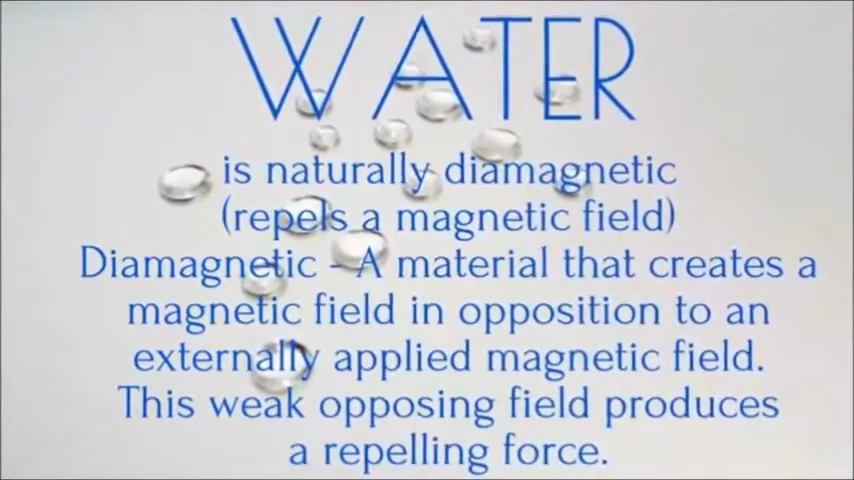 WATER
is naturally diamagnetic
(repels a magnetic field)
Diamagnetic - A material that creates a
magnetic field in opposition to an
externally applied magnetic field.
This weak opposing field produces
a repelling force.